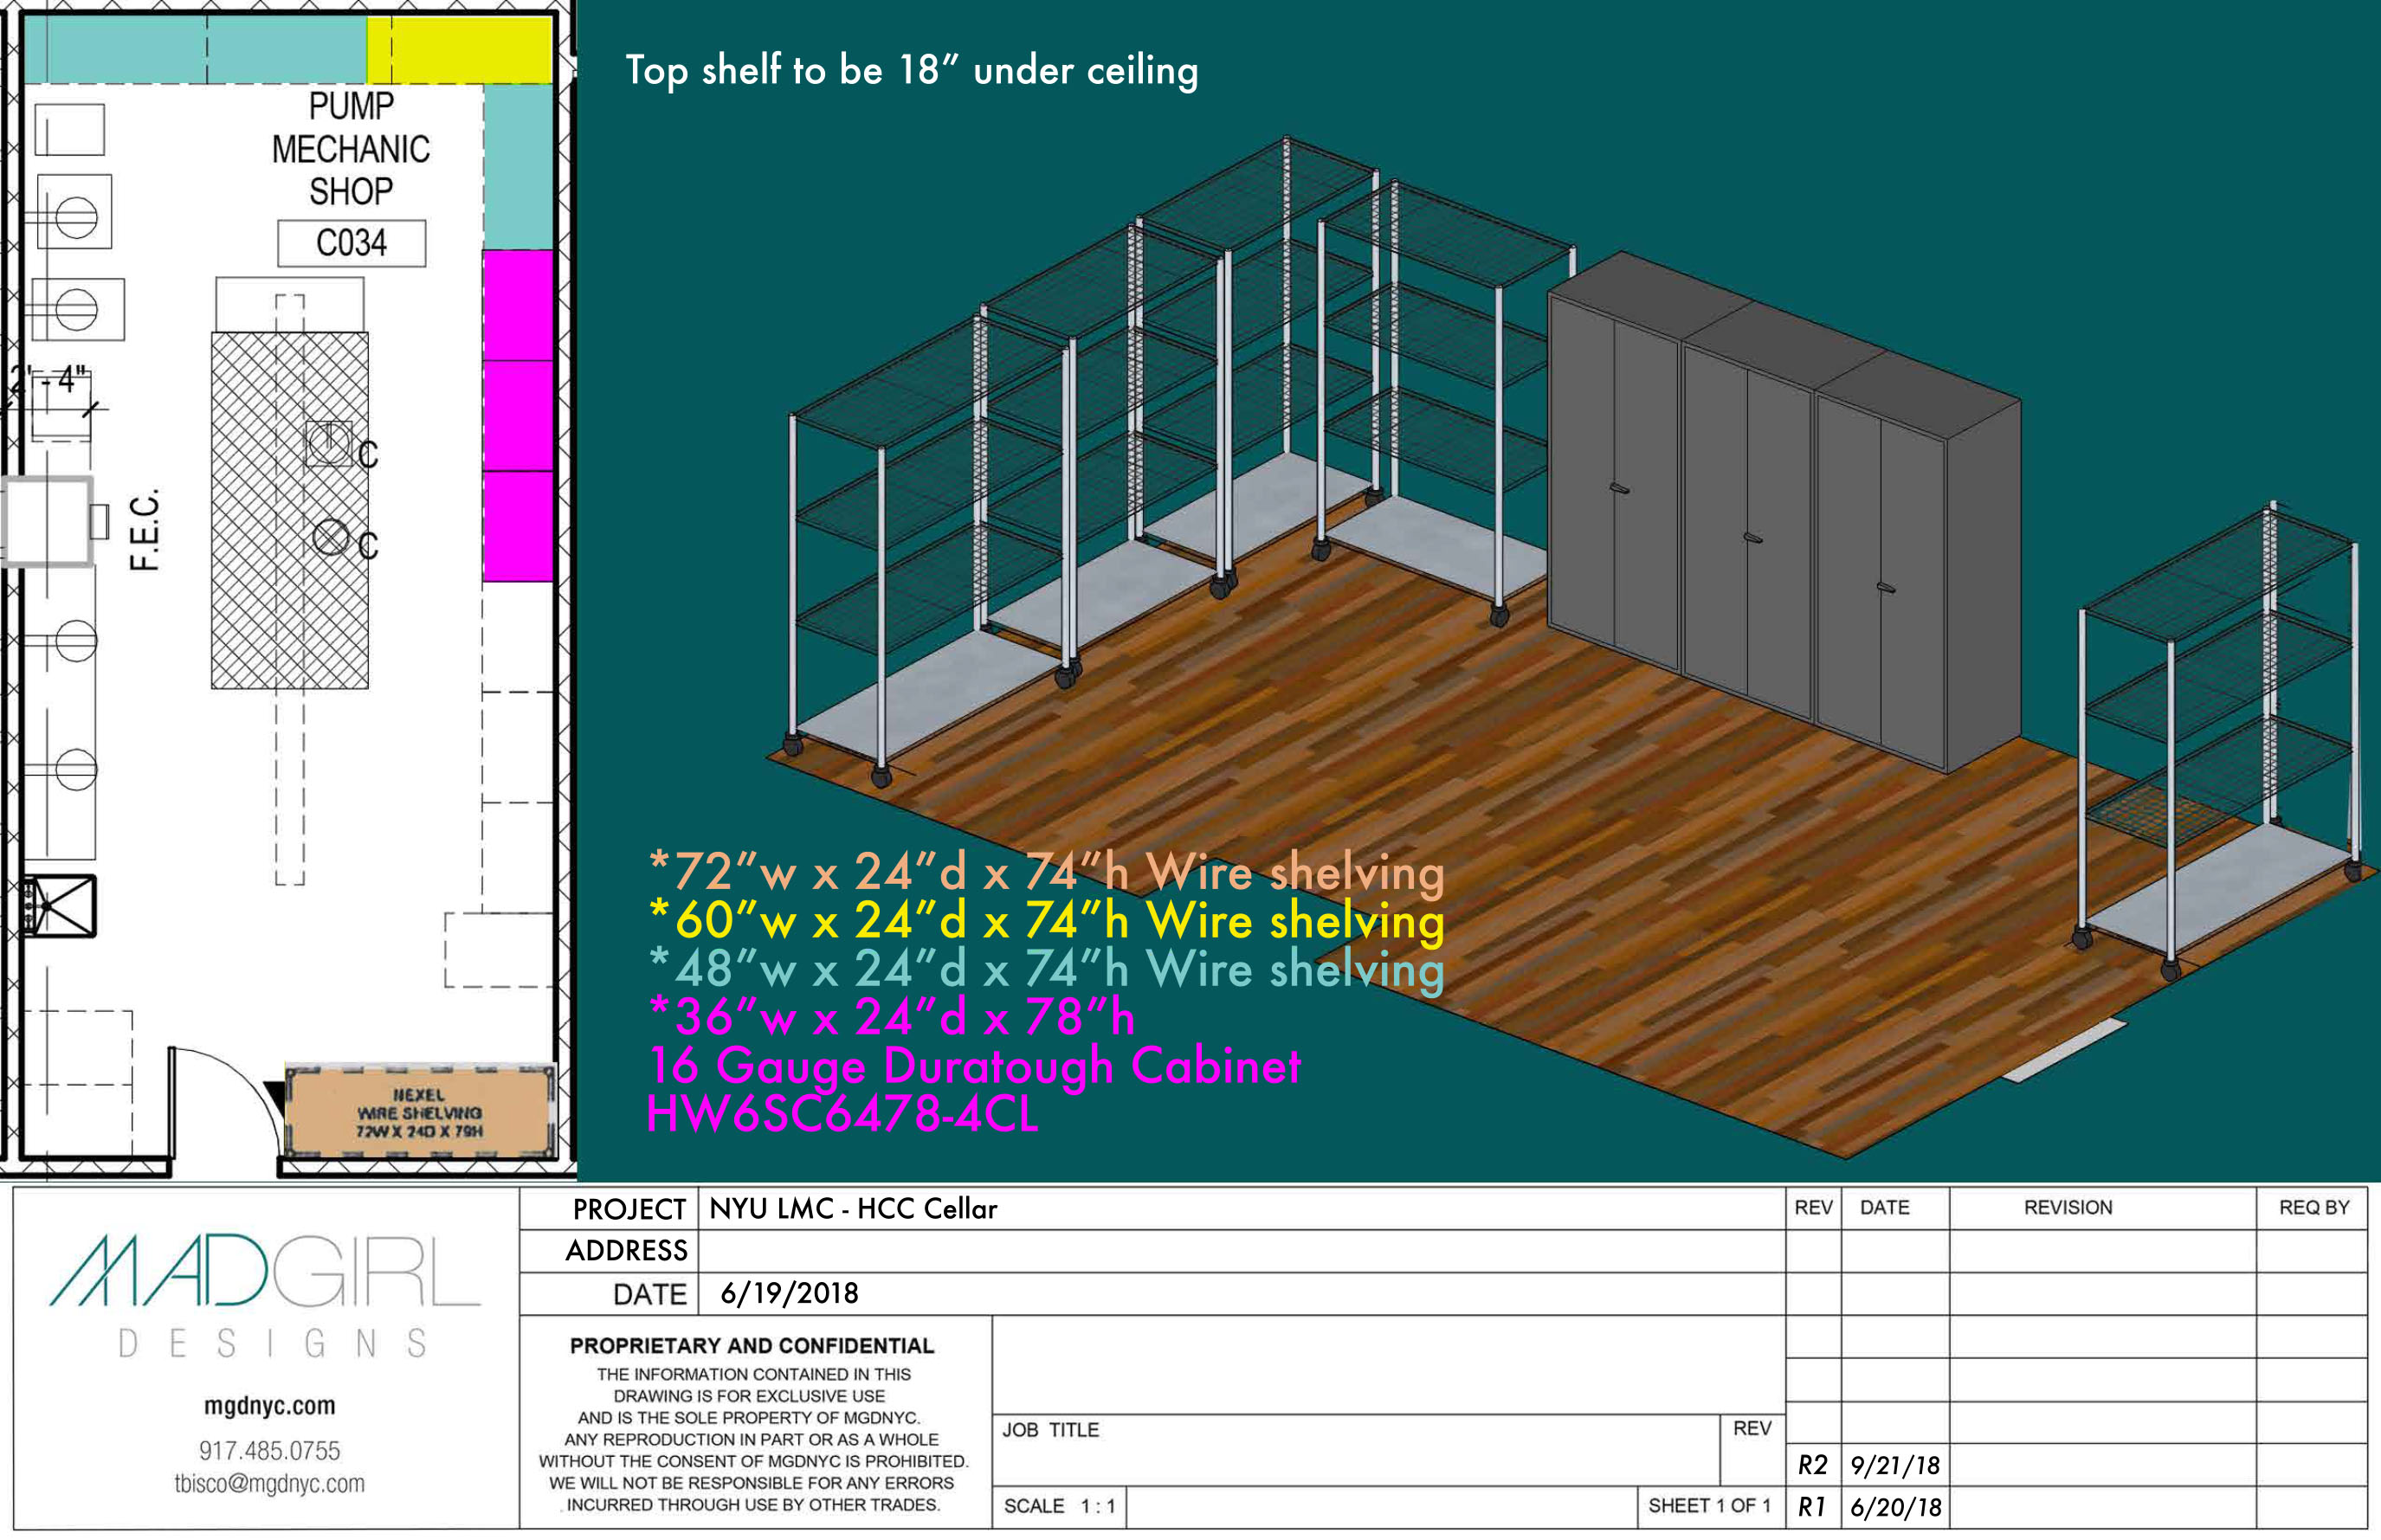 Top shelf to be 18” under ceiling
PUMP
MECHANIC
SHOP
C034
2'-4"
C
F.E.C.
C
NEXEL
WIRE SHELVING
72W X 24D X 79H
*72”w x 24”d x 74”h Wire shelving
*60”w x 24”d x 74”h Wire shelving
*48”w x 24”d x 74”h Wire shelving
*36”w x 24”d x 78”h
16 Gauge Duratough Cabinet
HW6SC6478-4CL
MADGIRL
DESIGNS
mgdnyc.com
917.485.0755
tbisco@mgdnyc.com
PROJECT NYU LMC - HCC Cellar
ADDRESS
DATE 6/19/2018
PROPRIETARY AND CONFIDENTIAL
THE INFORMATION CONTAINED IN THIS
DRAWING IS FOR EXCLUSIVE USE
AND IS THE SOLE PROPERTY OF MGDNYC.
ANY REPRODUCTION IN PART OR AS A WHOLE
WITHOUT THE CONSENT OF MGDNYC IS PROHIBITED.
WE WILL NOT BE RESPONSIBLE FOR ANY ERRORS
. INCURRED THROUGH USE BY OTHER TRADES.
JOB TITLE
REV
SCALE 1 : 1
SHEET 1 OF 1
REV DATE REVISION REQ BY
R2 9/21/18
R1 6/20/18